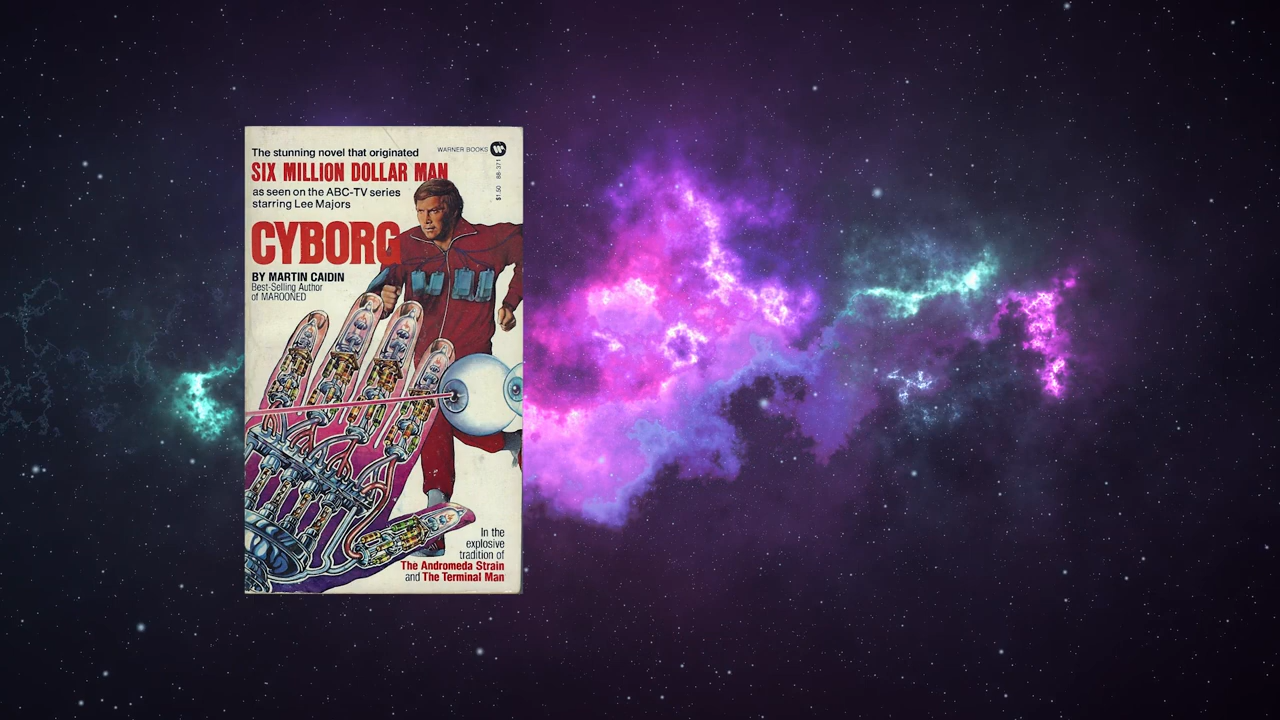 The stunning novel that originated
WARNER BOOKS
SIX MILLION DOLLAR MAN
as seen on the ABC-TV series
starring Lee Majors
88-371
$1.50
CYBORG
BY MARTIN CAIDIN
Best-Selling Author
of MAROONED
In the
explosive
tradition of
The Andromeda Strain
and The Terminal Man